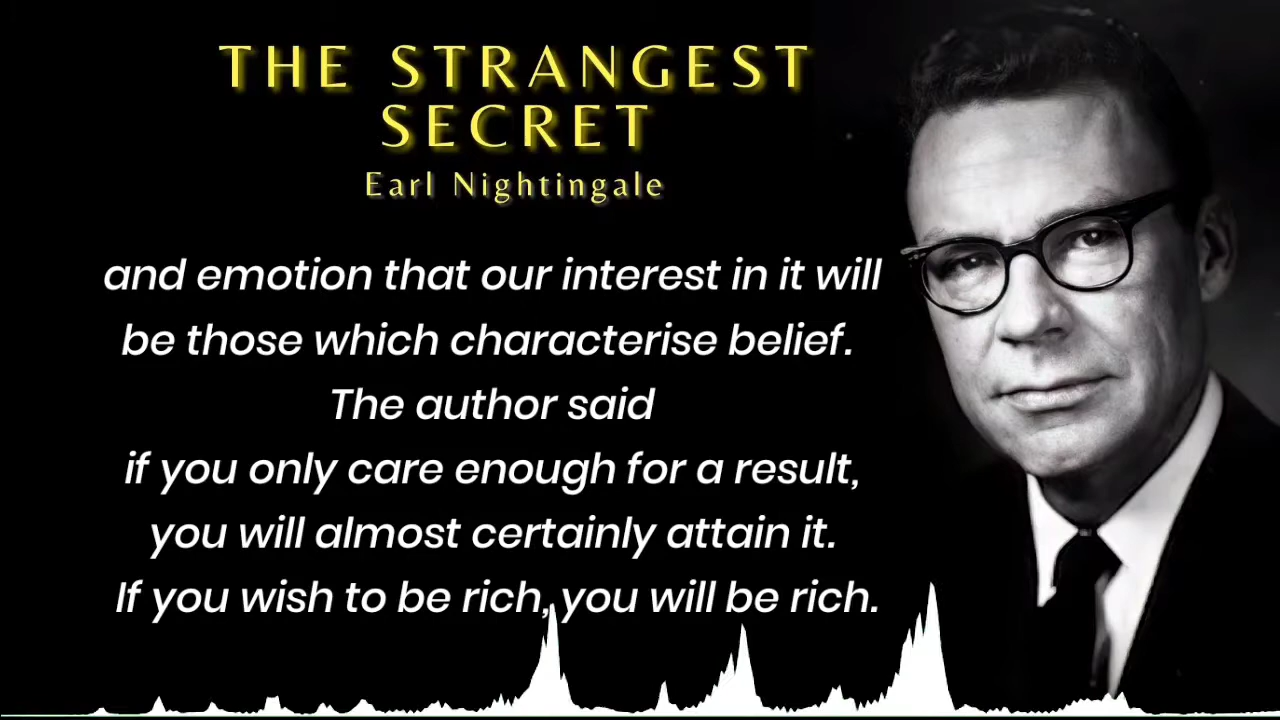 THE STRANGEST
SECRET
Earl Nightingale
and emotion that our interest in it will
be those which characterise belief.
The author said
if you only care enough for a result,
you will almost certainly attain it.
If you wish to be rich, you will be rich.